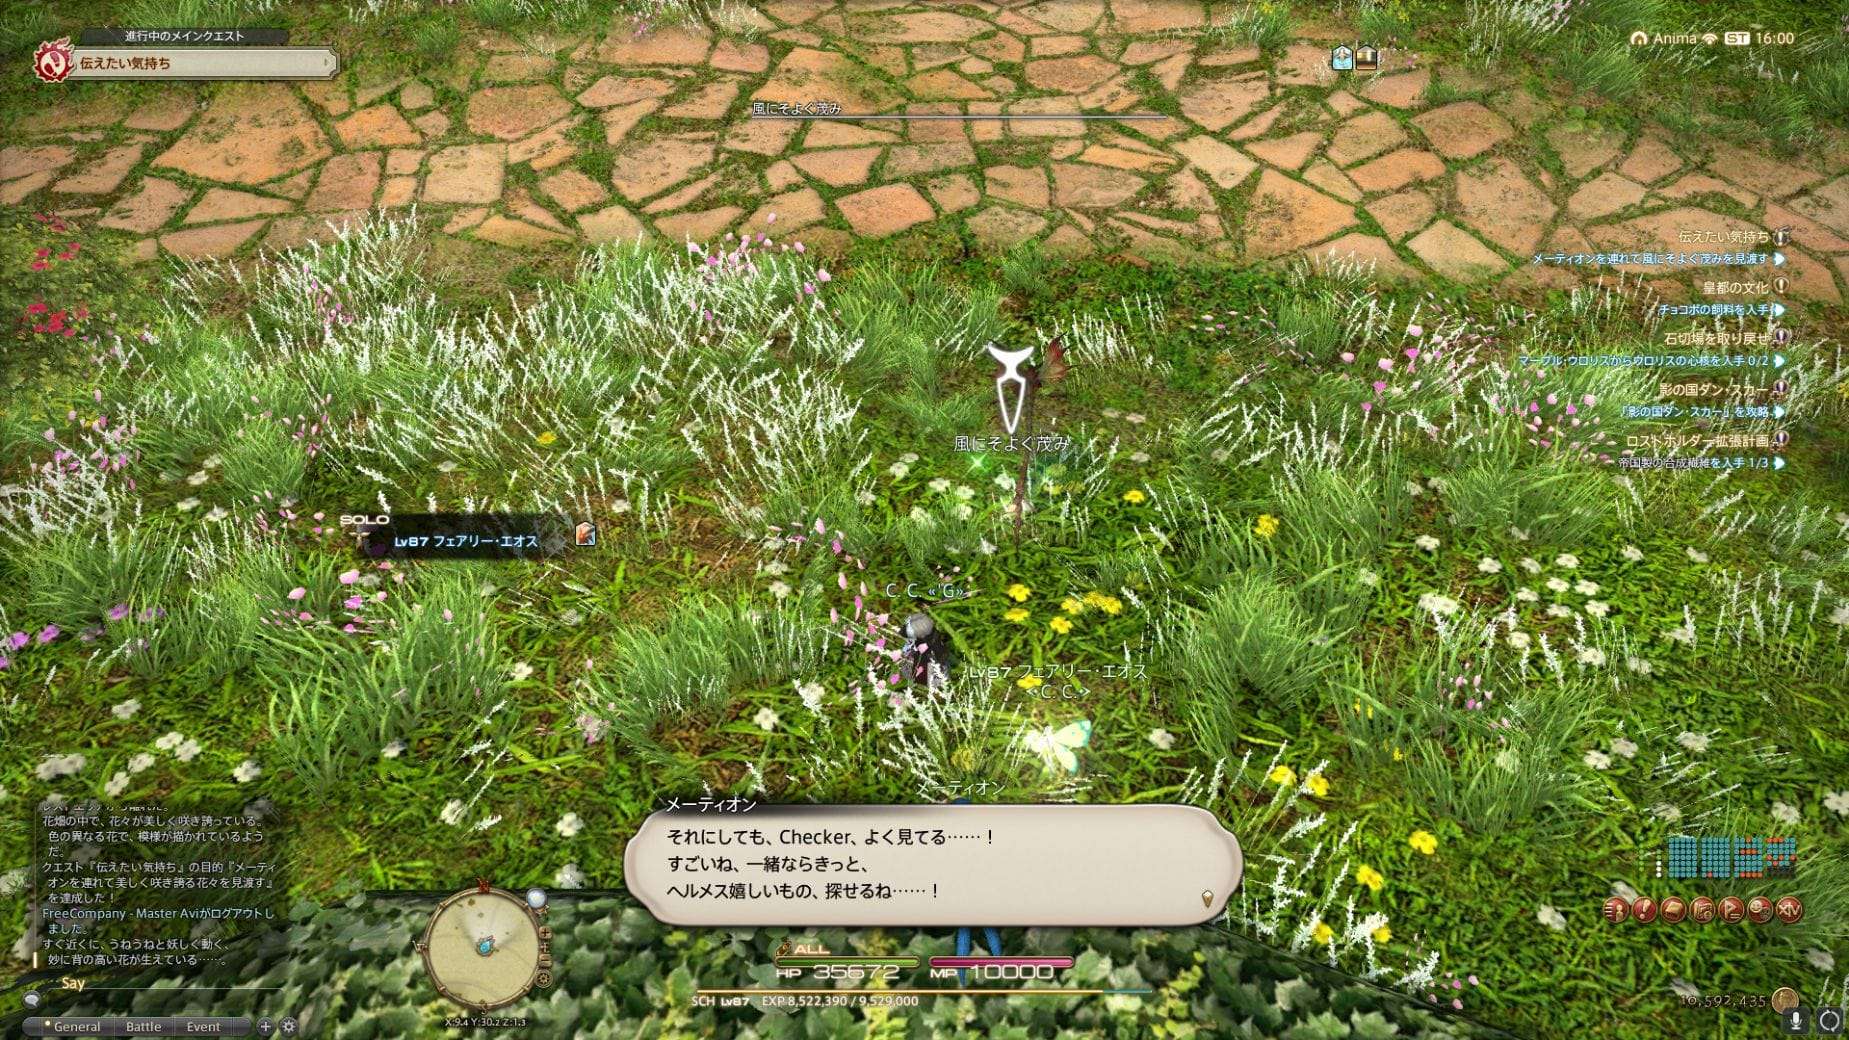 進行中のメインクエスト
伝えたい気持ち
Anima ST 16:00
風にそよぐ茂み
伝えたい気持ち
メーティオンを連れて風にそよぐ茂みを見渡す
皇都の文化
チョコボの飼料を入手
石切場を取り戻せ
マーブル・ウロリスからウロリスの心核を入手 0/2
影の国ダン・スカー
「影の国ダン・スカー」を攻略
ロストホルダー拡張計画
帝国製の合成繊維を入手 1/3
風にそよぐ茂み
SOLO
Lv87 フェアリー・エオス
C. C. «'G»
Lv87 フェアリー・エオス
«C. C.»
メーティオン
メーティオン
それにしても、Checker、よく見てる……！
すごいね、一緒ならきっと、
ヘルメス嬉しいもの、探せるね……！
花畑の中で、花々が美しく咲き誇っている。
色の異なる花で、模様が描かれているよう
だ。
クエスト『伝えたい気持ち』の目的『メーティ
オンを連れて美しく咲き誇る花々を見渡す』
を達成した！
FreeCompany - Master Aviがログアウトし
ました。
すぐ近くに、うねうねと妖しく動く、
妙に背の高い花が生えている……。
Say
General Battle Event
X:9.4 Y:30.2 Z:1.3
ALL
HP 35672 MP 10000
SCH Lv87 EXP 8,522,390 / 9,529,000
XIV
10,592,435